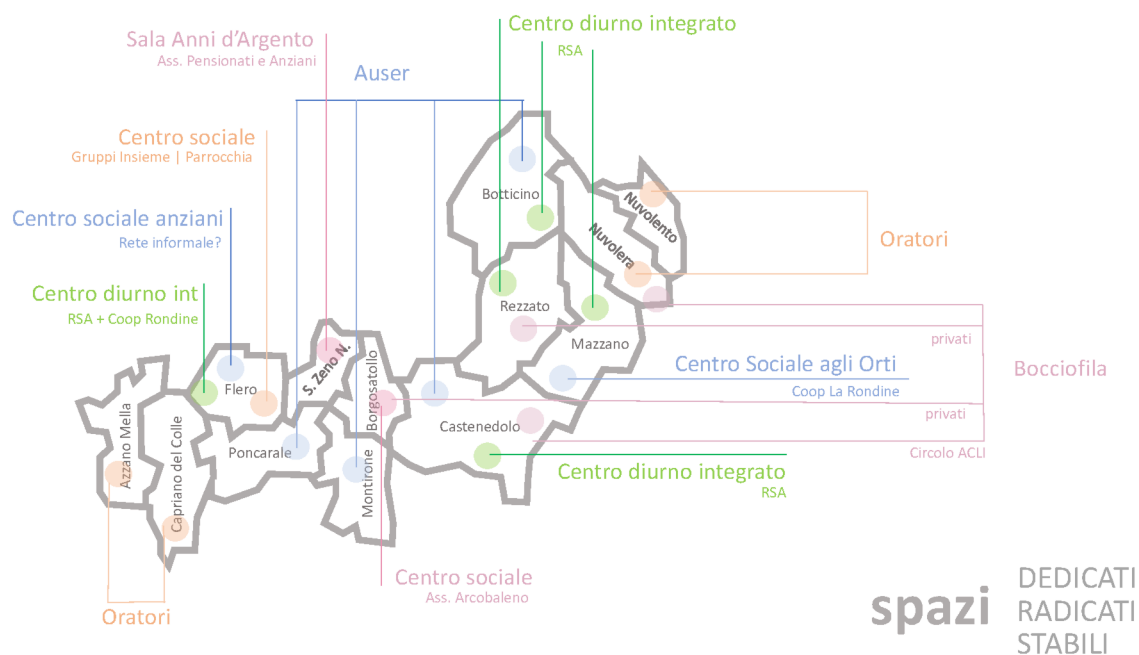 Centro diurno integrato
RSA
Sala Anni d'Argento
Ass. Pensionati e Anziani
Auser
Centro sociale
Gruppi Insieme | Parrocchia
Centro sociale anziani
Rete informale?
Centro diurno int
RSA + Coop Rondine
Botticino
Nuvolento
Nuvolera
Oratori
Rezzato
Mazzano
privati
Bocciofila
Centro Sociale agli Orti
Coop La Rondine
privati
Circolo ACLI
Flero
S. Zeno N.
Borgosatollo
Castenedolo
Azzano Mella
Capriano del Colle
Poncarale
Montirone
Centro diurno integrato
RSA
Centro sociale
Ass. Arcobaleno
Oratori
spazi
DEDICATI
RADICATI
STABILI